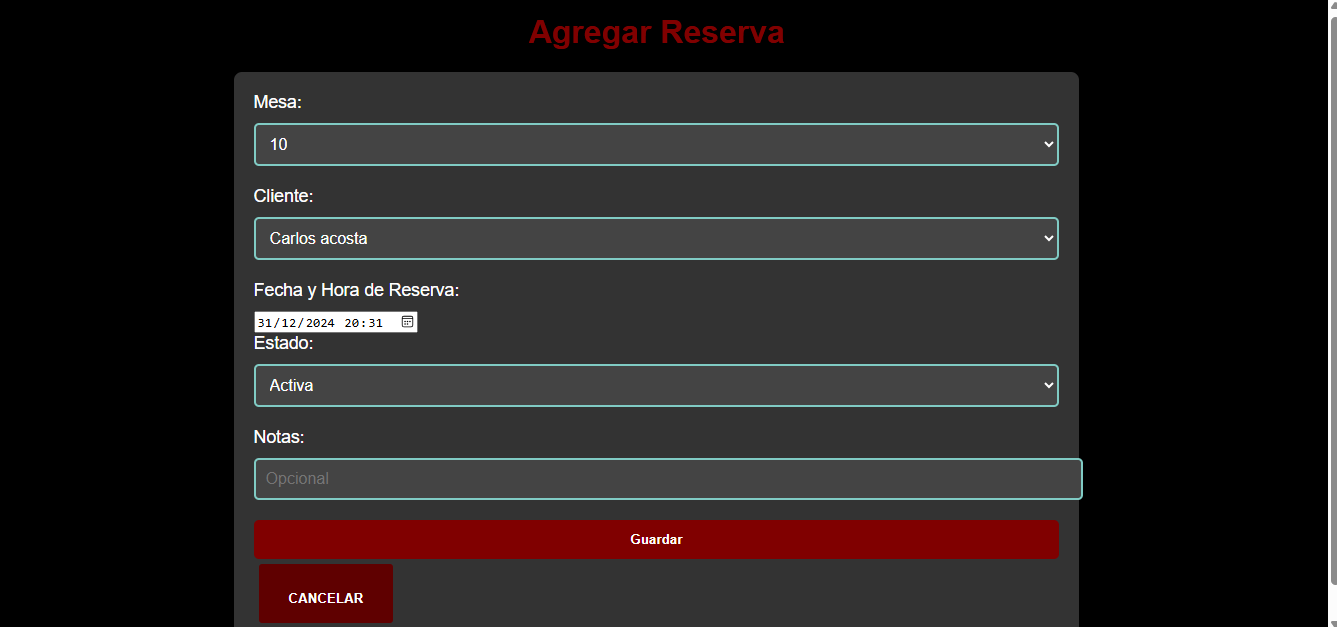 Agregar Reserva
Mesa:
10
Cliente:
Carlos acosta
Fecha y Hora de Reserva:
31/12/2024 20:31
Estado:
Activa
Notas:
Opcional
Guardar
CANCELAR